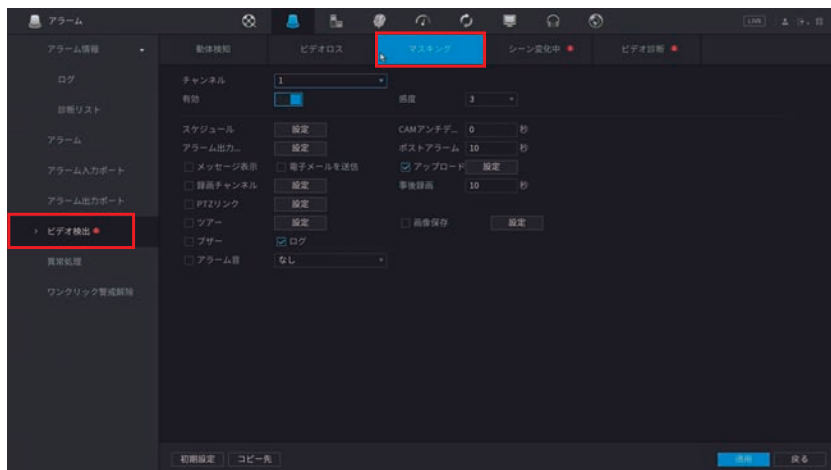 アラーム
LIVE
アラーム情報
動体検知 ビデオロス マスキング シーン変化中 ビデオ診断
ログ
診断リスト
アラーム
アラーム入力ポート
アラーム出力ポート
ビデオ検出
異常処理
ワンクリック警戒解除
チャンネル 1
有効 感度 3
スケジュール 設定 CAMアンチデ... 0 秒
アラーム出力... 設定 ポストアラーム 10 秒
メッセージ表示 電子メールを送信 アップロード 設定
録画チャンネル 設定 事後録画 10 秒
PTZリンク 設定
ツアー 設定 画像保存 設定
ブザー ログ
アラーム音 なし
初期設定 コピー先 適用 戻る